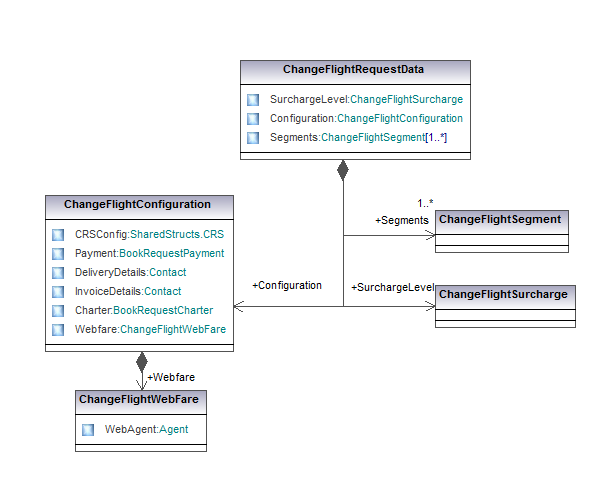 ChangeFlightRequestData
SurchargeLevel:ChangeFlightSurcharge
Configuration:ChangeFlightConfiguration
Segments:ChangeFlightSegment[1..*]
ChangeFlightConfiguration
CRSConfig:SharedStructs.CRS
Payment:BookRequestPayment
DeliveryDetails:Contact
InvoiceDetails:Contact
Charter:BookRequestCharter
Webfare:ChangeFlightWebFare
1..*
+Segments
ChangeFlightSegment
+Configuration
+SurchargeLevel
ChangeFlightSurcharge
+Webfare
ChangeFlightWebFare
WebAgent:Agent